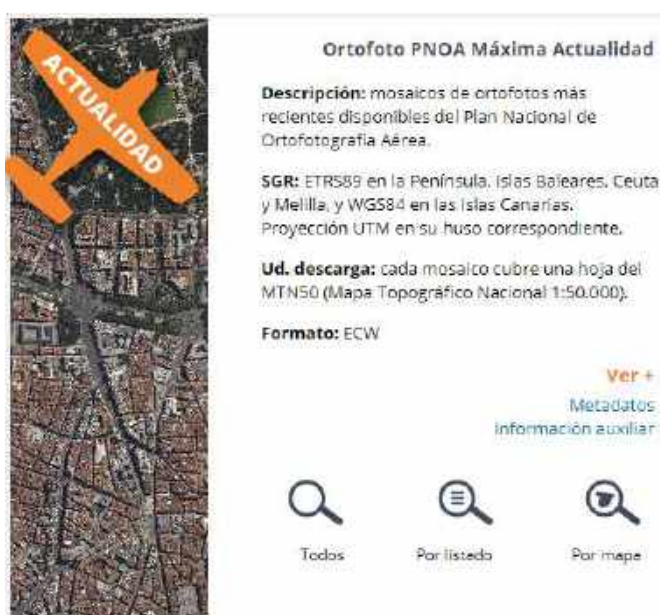 ACTUALIDAD
Ortofoto PNOA Máxima Actualidad
Descripción: mosaicos de ortofotos más
recientes disponibles del Plan Nacional de
Ortofotografía Aérea.
SGR: ETRS89 en la Península, Islas Baleares, Ceuta
y Melilla, y WGS84 en las Islas Canarias.
Proyección UTM en su huso correspondiente.
Ud. descarga: cada mosaico cubre una hoja del
MTN50 (Mapa Topográfico Nacional 1:50.000).
Formato: ECW
Ver +
Metadatos
Información auxiliar
Todos Por listado Por mapa